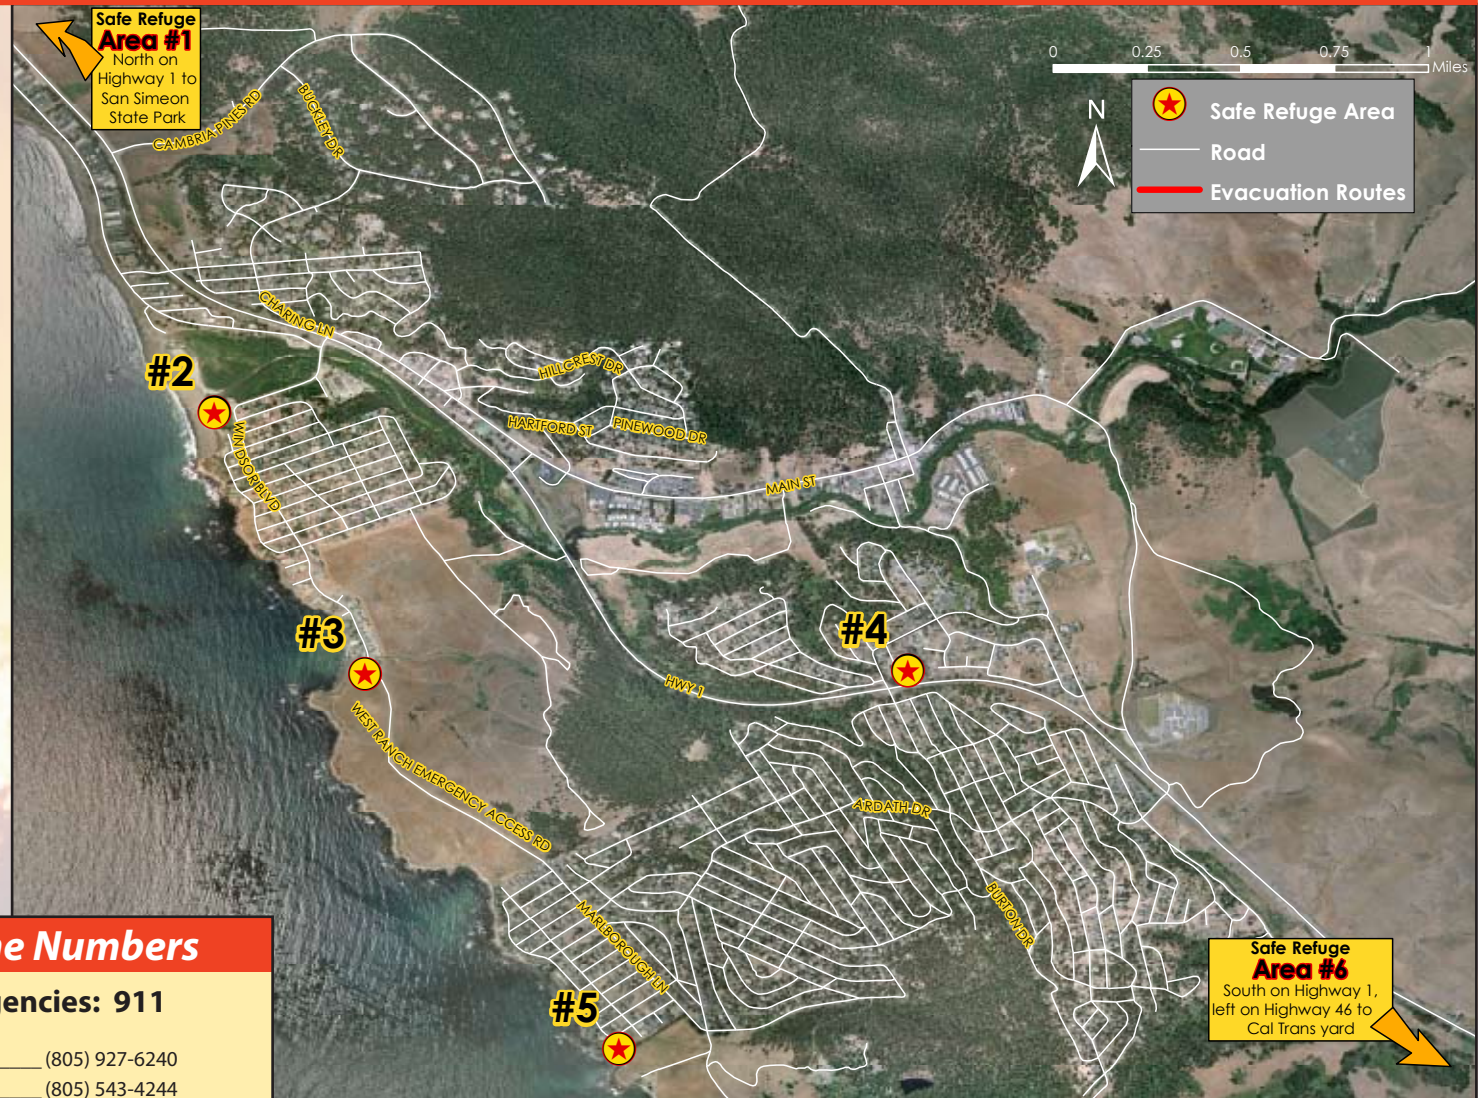 Safe Refuge
Area #1
North on
Highway 1 to
San Simeon
State Park
0 0.25 0.5 0.75 1
Miles
N
Safe Refuge Area
Road
Evacuation Routes
CAMBRIA PINES RD
BUCKLEY DR
CHARING LN
#2
HILLCREST DR
HARTFORD ST
PINEWOOD DR
WINDSOR BLVD
MAIN ST
#3
#4
HWY 1
WEST RANCH EMERGENCY ACCESS RD
ARDATH DR
BURTON DR
MARLBOROUGH LN
#5
Safe Refuge
Area #6
South on Highway 1,
left on Highway 46 to
Cal Trans yard
Numbers
911
(805) 927-6240
(805) 543-4244